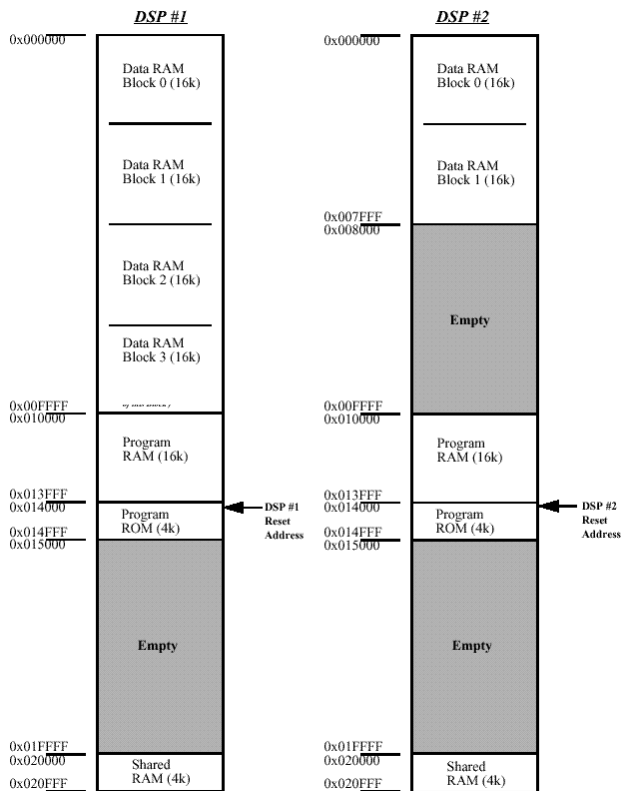 DSP #1
0x000000
Data RAM
Block 0 (16k)
Data RAM
Block 1 (16k)
Data RAM
Block 2 (16k)
Data RAM
Block 3 (16k)
0x00FFFF
0x010000
Program
RAM (16k)
0x013FFF
0x014000
DSP #1
Reset
Address
Program
ROM (4k)
0x014FFF
0x015000
Empty
0x01FFFF
0x020000
Shared
RAM (4k)
0x020FFF
DSP #2
0x000000
Data RAM
Block 0 (16k)
Data RAM
Block 1 (16k)
0x007FFF
0x008000
Empty
0x00FFFF
0x010000
Program
RAM (16k)
0x013FFF
0x014000
DSP #2
Reset
Address
Program
ROM (4k)
0x014FFF
0x015000
Empty
0x01FFFF
0x020000
Shared
RAM (4k)
0x020FFF